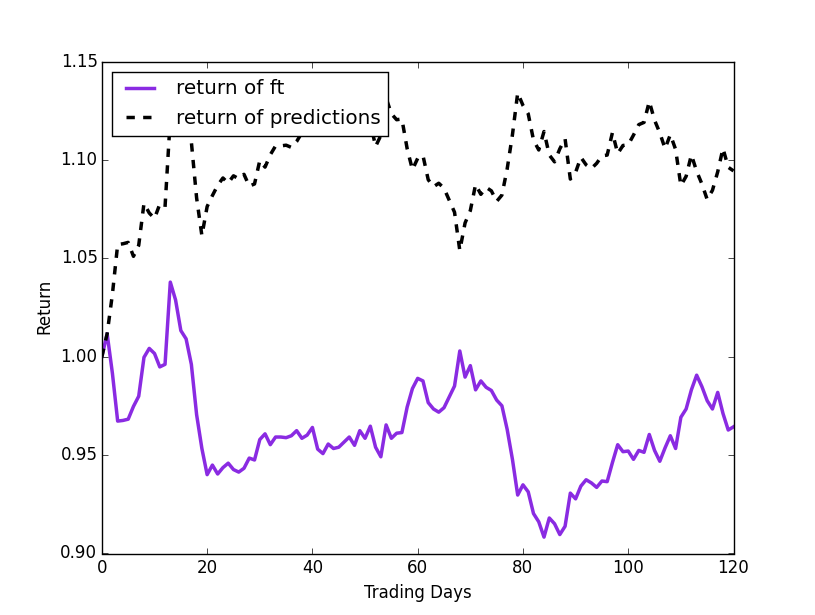 return of ft
return of predictions
1.15
1.10
1.05
1.00
0.95
0.90
Return
0 20 40 60 80 100 120
Trading Days